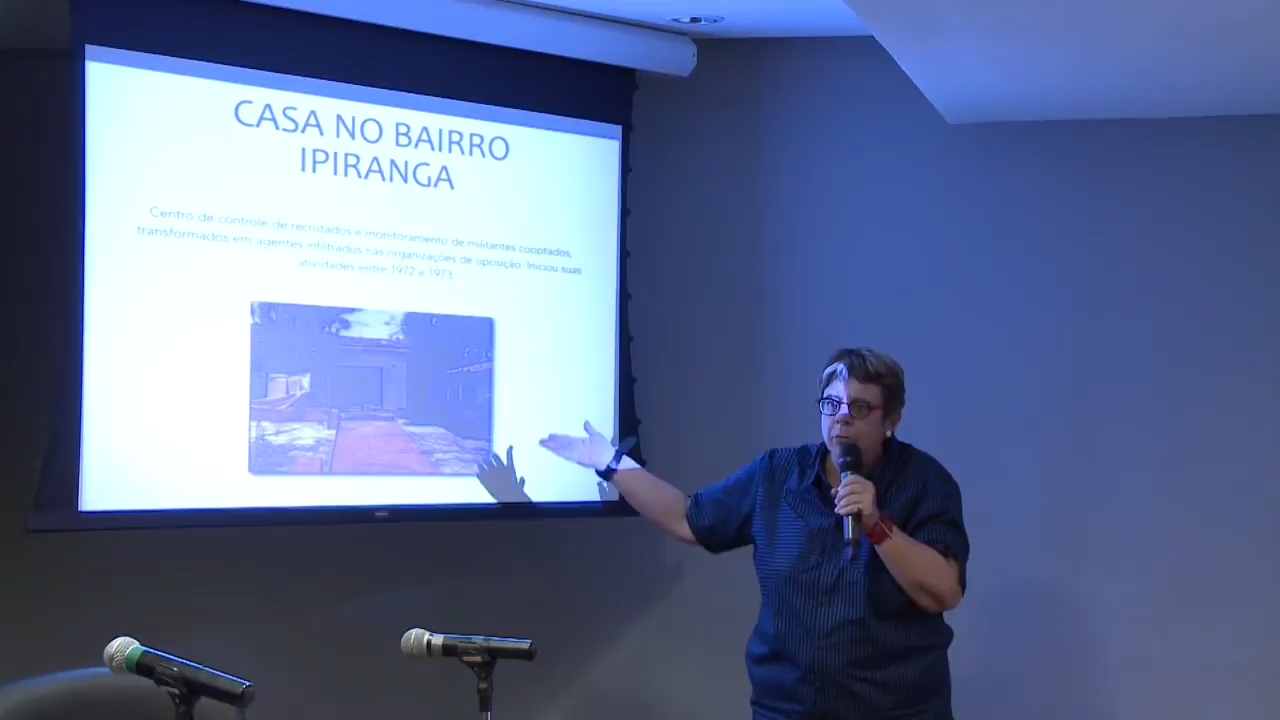 CASA NO BAIRRO
IPIRANGA
Centro de controle de recrutados e monitoramento de militantes cooptados,
transformados em agentes infiltrados nas organizações de oposição. Iniciou suas
atividades entre 1972 e 1973.